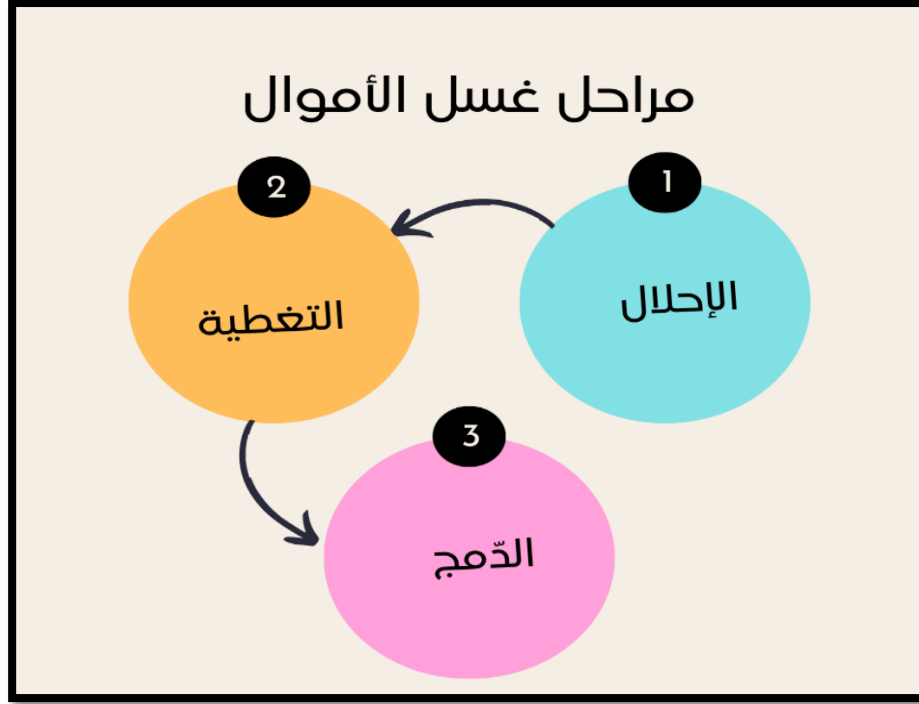 مراحل غسل الأموال
1
الإحلال
2
التغطية
3
الدّمج